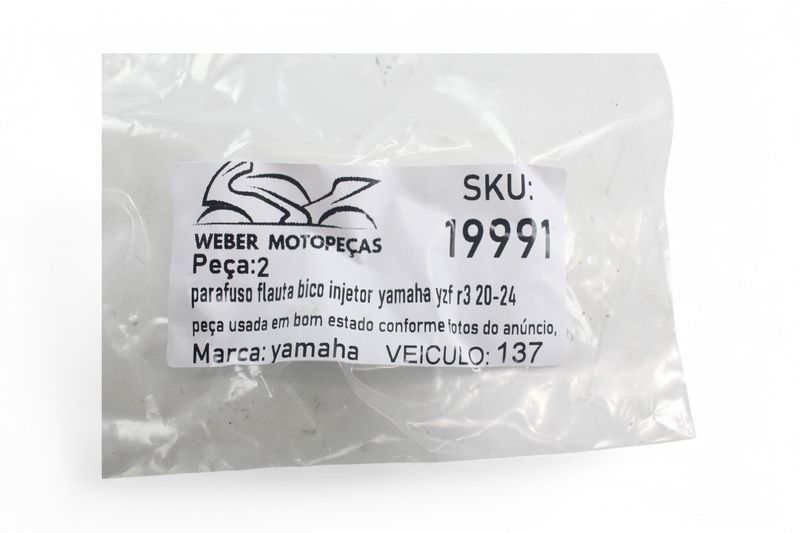 WEBER MOTOPEÇAS
SKU:
19991
Peça:2
parafuso flauta bico injetor yamaha yzf r3 20-24
peça usada em bom estado conforme fotos do anúncio,
Marca: yamaha VEICULO: 137